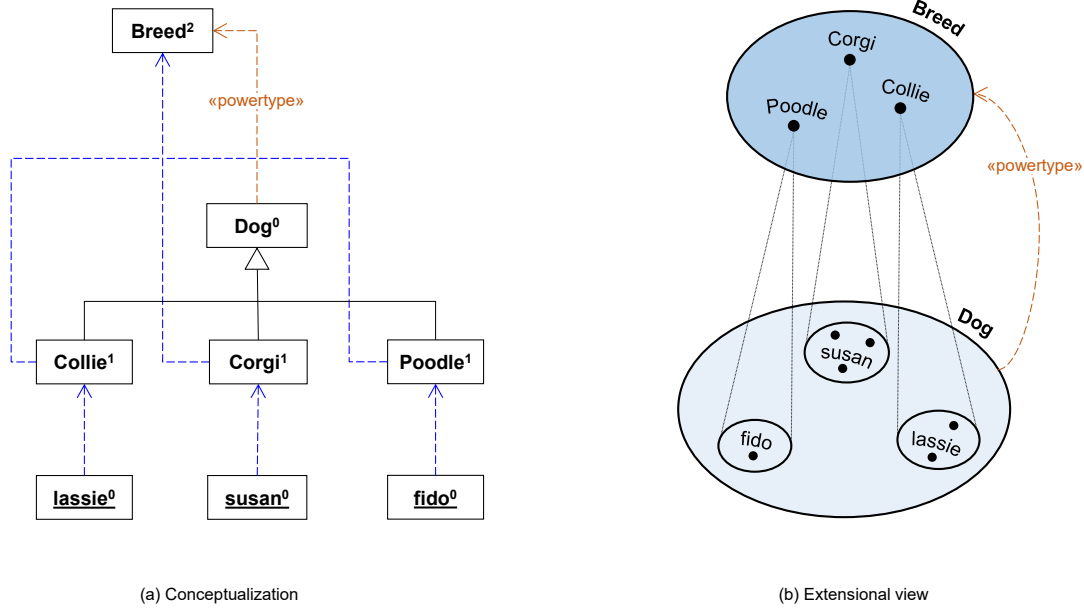 Breed²
«powertype»
Dog⁰
Collie¹
Corgi¹
Poodle¹
lassie⁰
susan⁰
fido⁰
(a) Conceptualization
Breed
Corgi
Collie
Poodle
«powertype»
Dog
susan
fido
lassie
(b) Extensional view